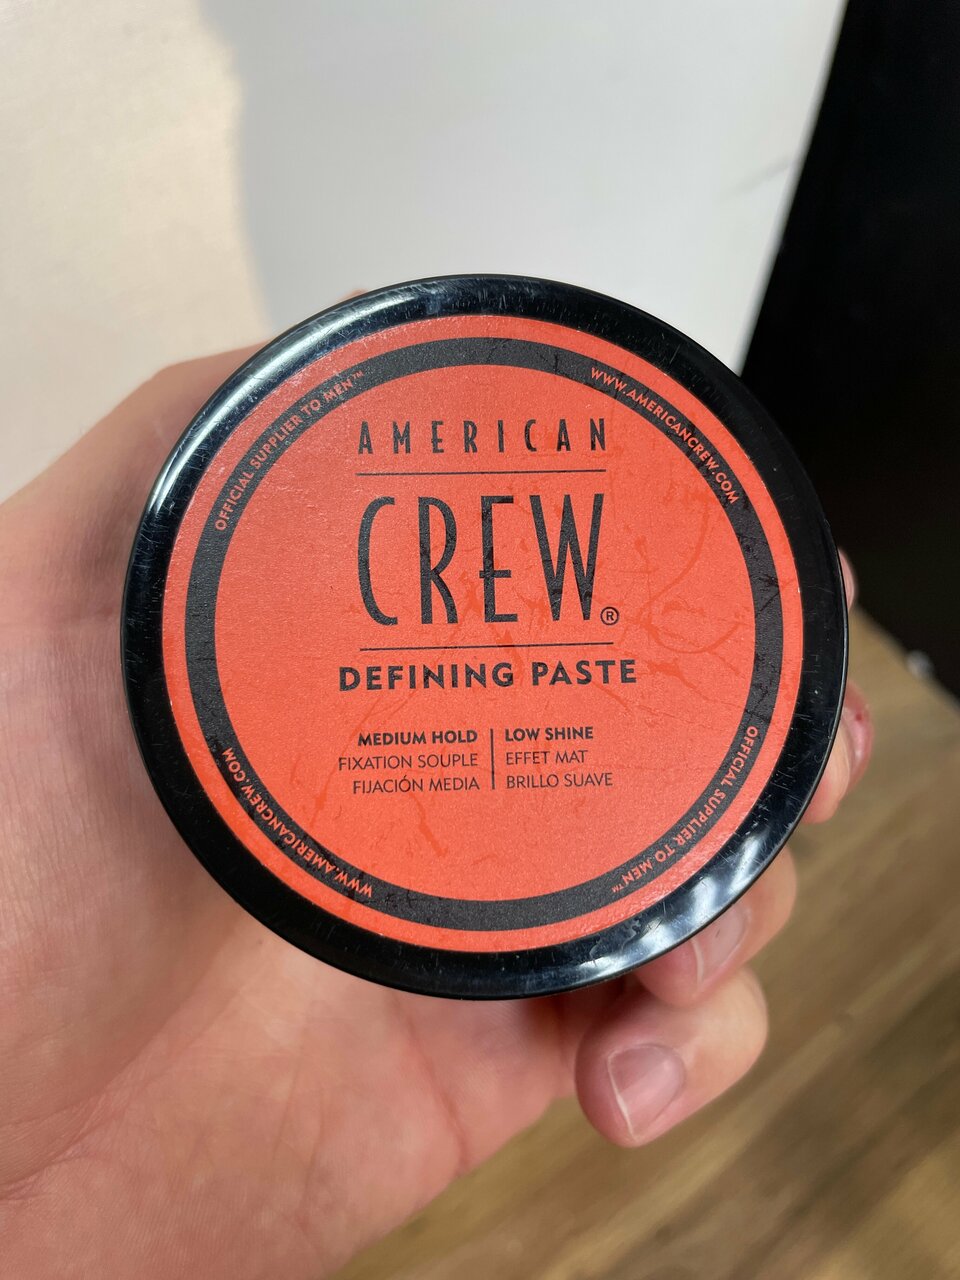 OFFICIAL SUPPLIER TO MEN™
WWW.AMERICANCREW.COM
AMERICAN
CREW®
DEFINING PASTE
MEDIUM HOLD | LOW SHINE
FIXATION SOUPLE | EFFET MAT
FIJACIÓN MEDIA | BRILLO SUAVE
WWW.AMERICANCREW.COM
OFFICIAL SUPPLIER TO MEN™